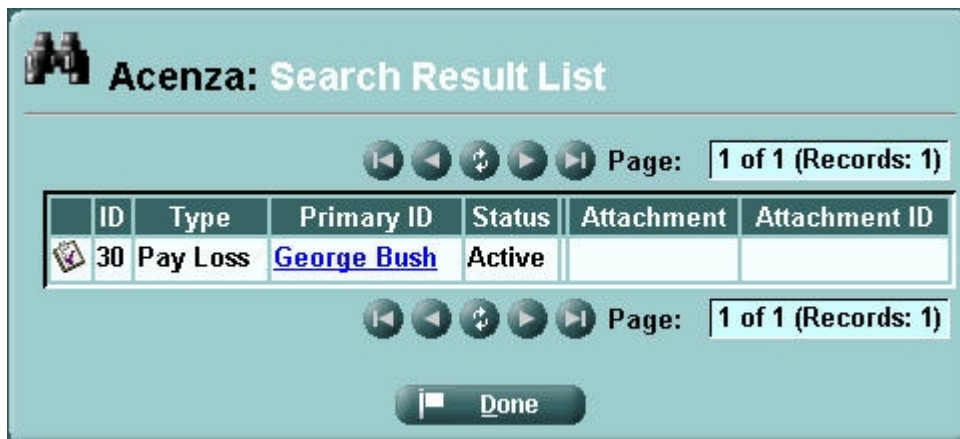 Acenza: Search Result List
Page: 1 of 1 (Records: 1)
ID Type Primary ID Status Attachment Attachment ID
30 Pay Loss George Bush Active
Page: 1 of 1 (Records: 1)
Done